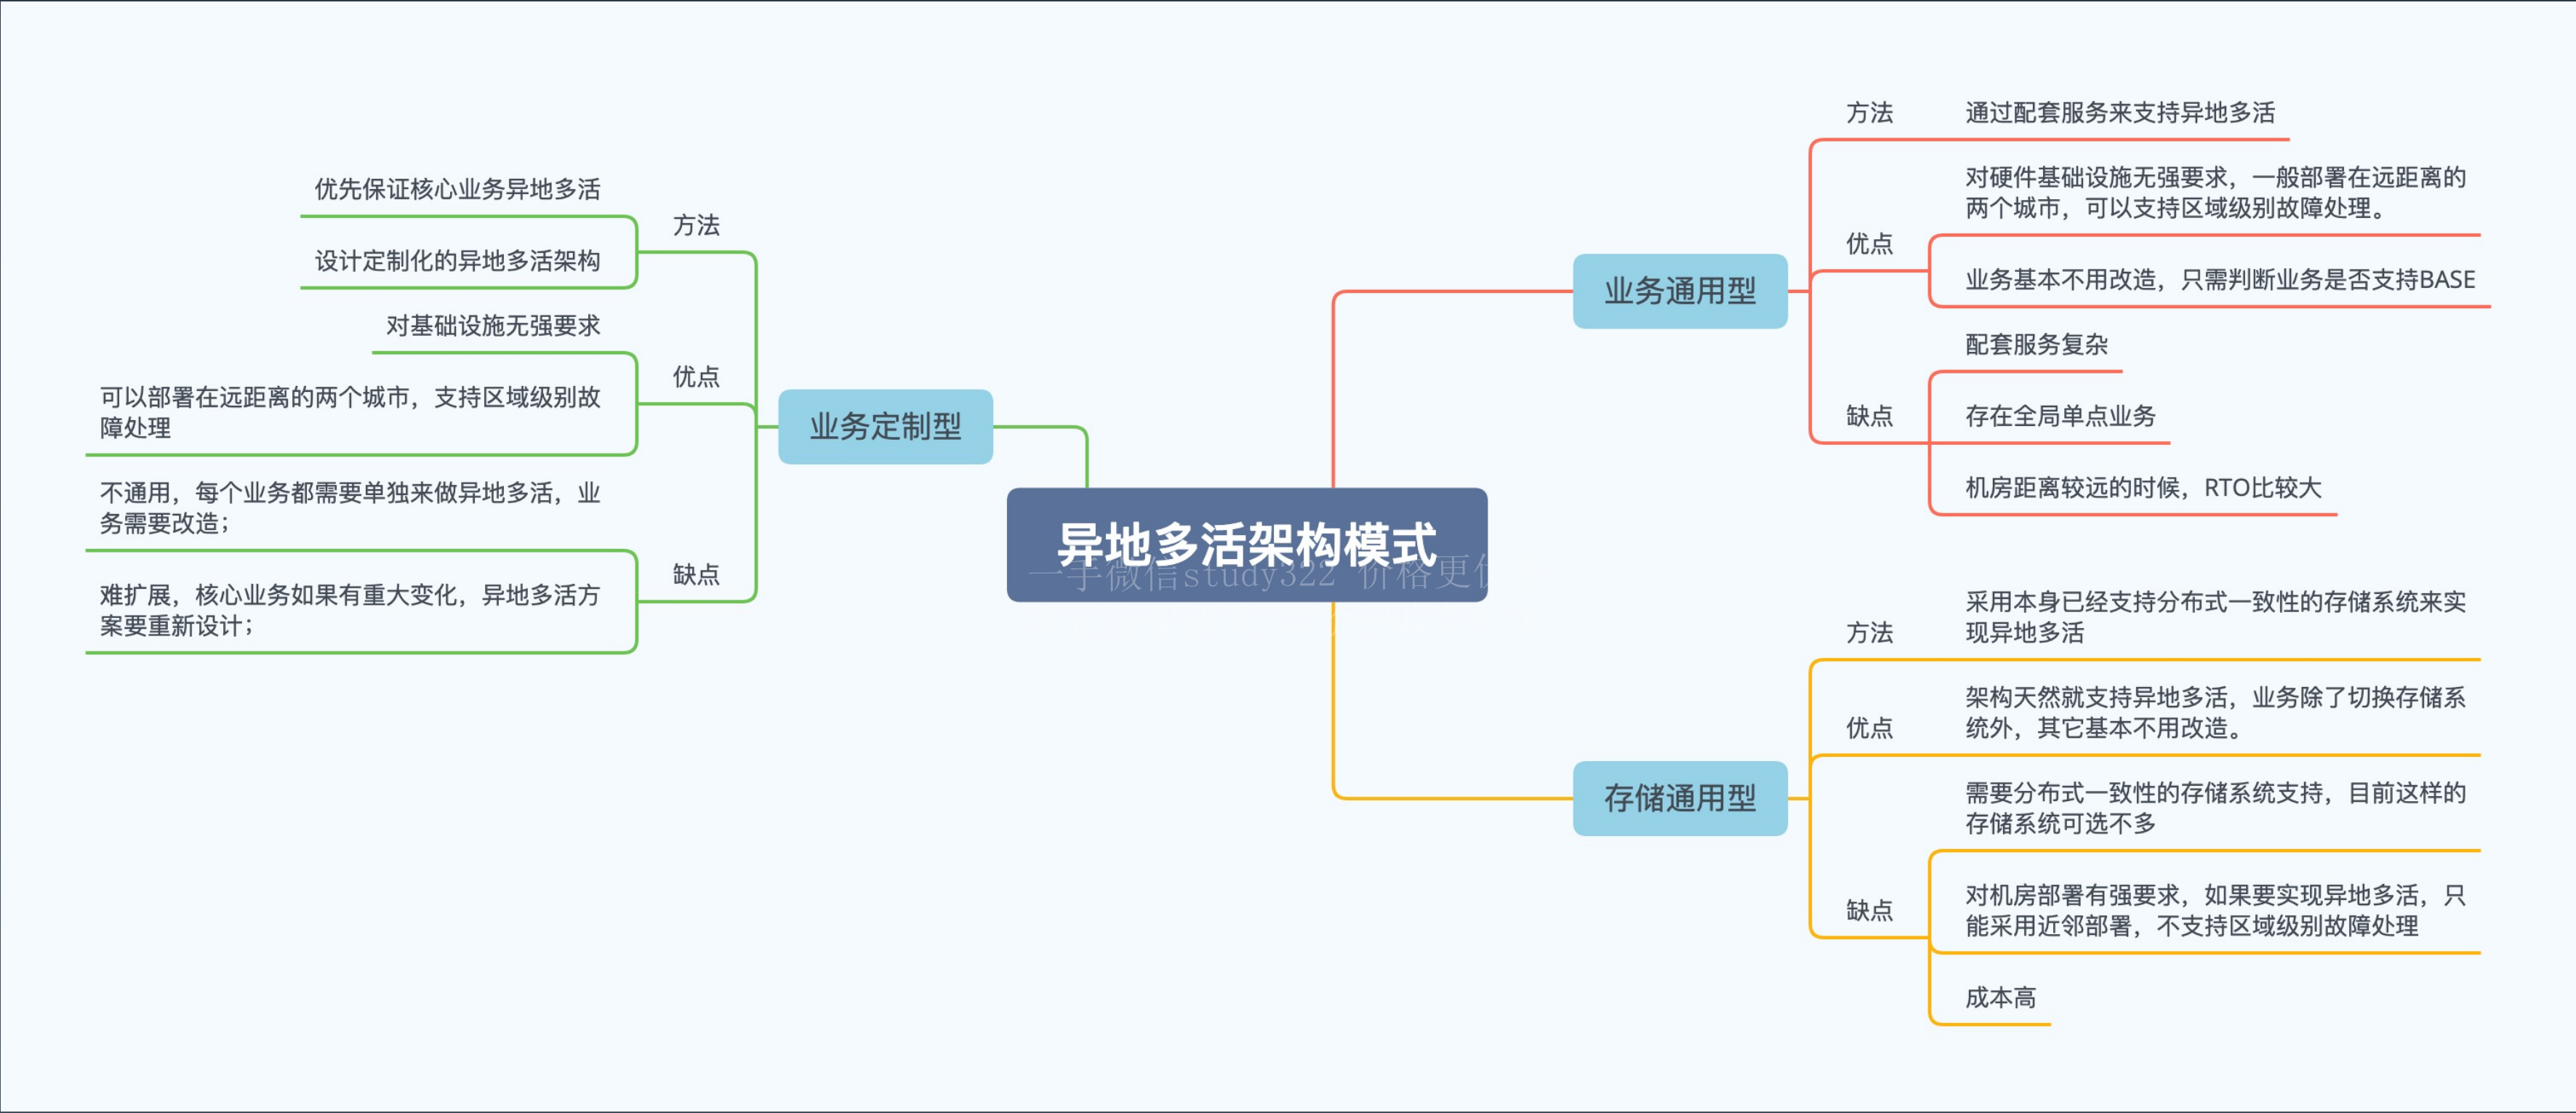 异地多活架构模式
一手微信study322 价格更
业务定制型
方法
优先保证核心业务异地多活
设计定制化的异地多活架构
优点
对基础设施无强要求
可以部署在远距离的两个城市，支持区域级别故
障处理
缺点
不通用，每个业务都需要单独来做异地多活，业
务需要改造；
难扩展，核心业务如果有重大变化，异地多活方
案要重新设计；
业务通用型
方法
通过配套服务来支持异地多活
优点
对硬件基础设施无强要求，一般部署在远距离的
两个城市，可以支持区域级别故障处理。
业务基本不用改造，只需判断业务是否支持BASE
缺点
配套服务复杂
存在全局单点业务
机房距离较远的时候，RTO比较大
存储通用型
方法
采用本身已经支持分布式一致性的存储系统来实
现异地多活
优点
架构天然就支持异地多活，业务除了切换存储系
统外，其它基本不用改造。
缺点
需要分布式一致性的存储系统支持，目前这样的
存储系统可选不多
对机房部署有强要求，如果要实现异地多活，只
能采用近邻部署，不支持区域级别故障处理
成本高